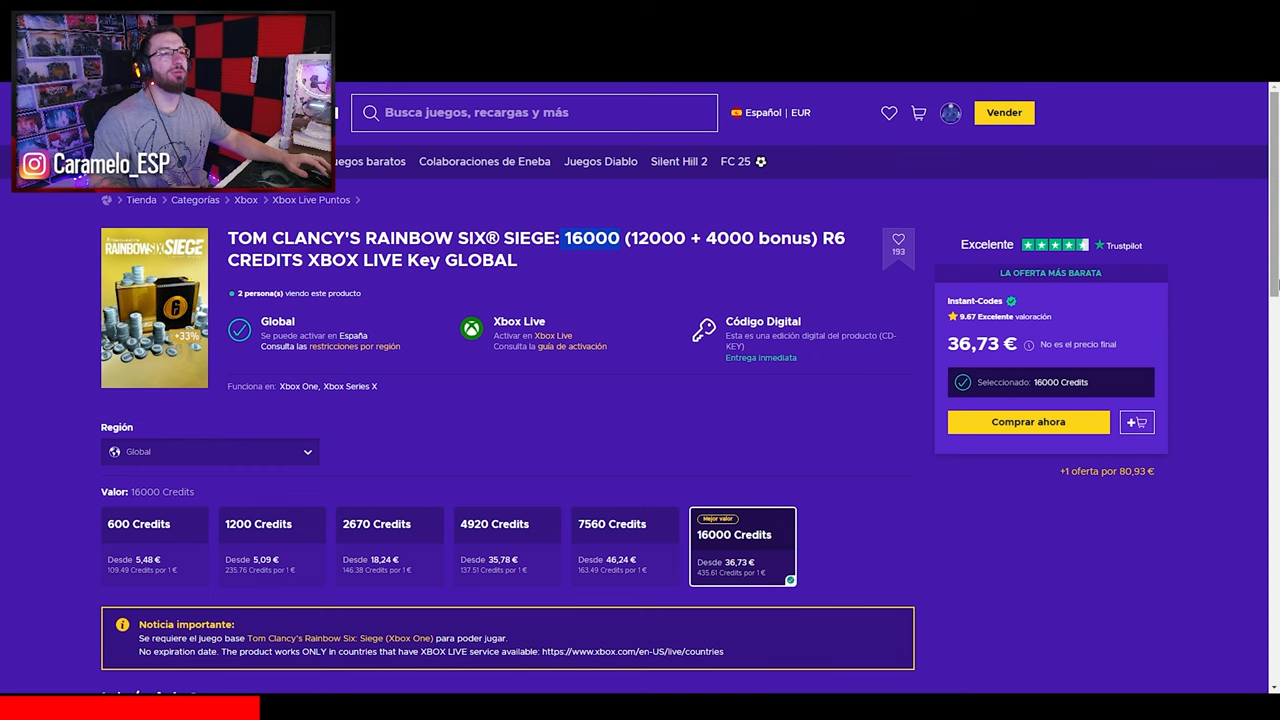 Busca juegos, recargas y más
Español | EUR
Vender
Caramelo_ESP
uegos baratos
Colaboraciones de Eneba
Juegos Diablo
Silent Hill 2
FC 25
Tienda
Categorías
Xbox
Xbox Live Puntos
RAINBOW SIX SIEGE
+33%
TOM CLANCY'S RAINBOW SIX® SIEGE: 16000 (12000 + 4000 bonus) R6
CREDITS XBOX LIVE Key GLOBAL
193
2 persona(s) viendo este producto
Global
Se puede activar en España
Consulta las restricciones por región
Xbox Live
Activar en Xbox Live
Consulta la guía de activación
Código Digital
Esta es una edición digital del producto (CD-
KEY)
Entrega inmediata
Funciona en: Xbox One, Xbox Series X
Excelente
Trustpilot
LA OFERTA MÁS BARATA
Instant-Codes
9.67 Excelente valoración
36,73 €
No es el precio final
Seleccionado: 16000 Credits
Comprar ahora
+1 oferta por 80,93 €
Región
Global
Valor: 16000 Credits
600 Credits
Desde 5,48 €
109.49 Credits por 1 €
1200 Credits
Desde 5,09 €
235.76 Credits por 1 €
2670 Credits
Desde 18,24 €
146.38 Credits por 1 €
4920 Credits
Desde 35,78 €
137.51 Credits por 1 €
7560 Credits
Desde 46,24 €
163.49 Credits por 1 €
Mejor valor
16000 Credits
Desde 36,73 €
435.61 Credits por 1 €
Noticia importante:
Se requiere el juego base Tom Clancy's Rainbow Six: Siege (Xbox One) para poder jugar.
No expiration date. The product works ONLY in countries that have XBOX LIVE service available: https://www.xbox.com/en-US/live/countries